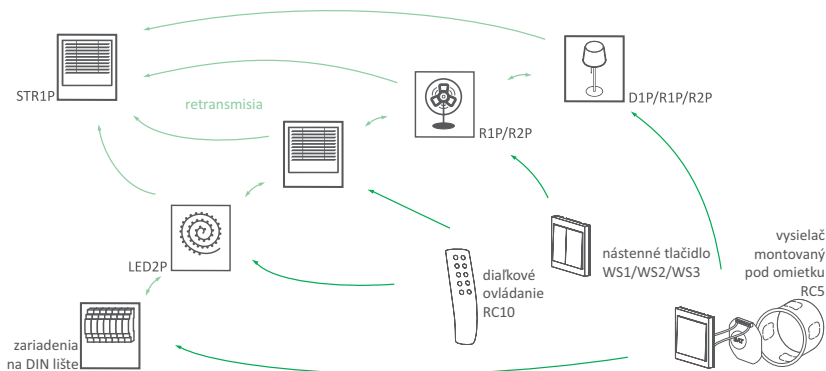 STR1P
retransmisia
D1P/R1P/R2P
R1P/R2P
LED2P
zariadenia
na DIN lište
diaľkové
ovládanie
RC10
nástenné tlačidlo
WS1/WS2/WS3
vysielač
montovaný
pod omietku
RC5